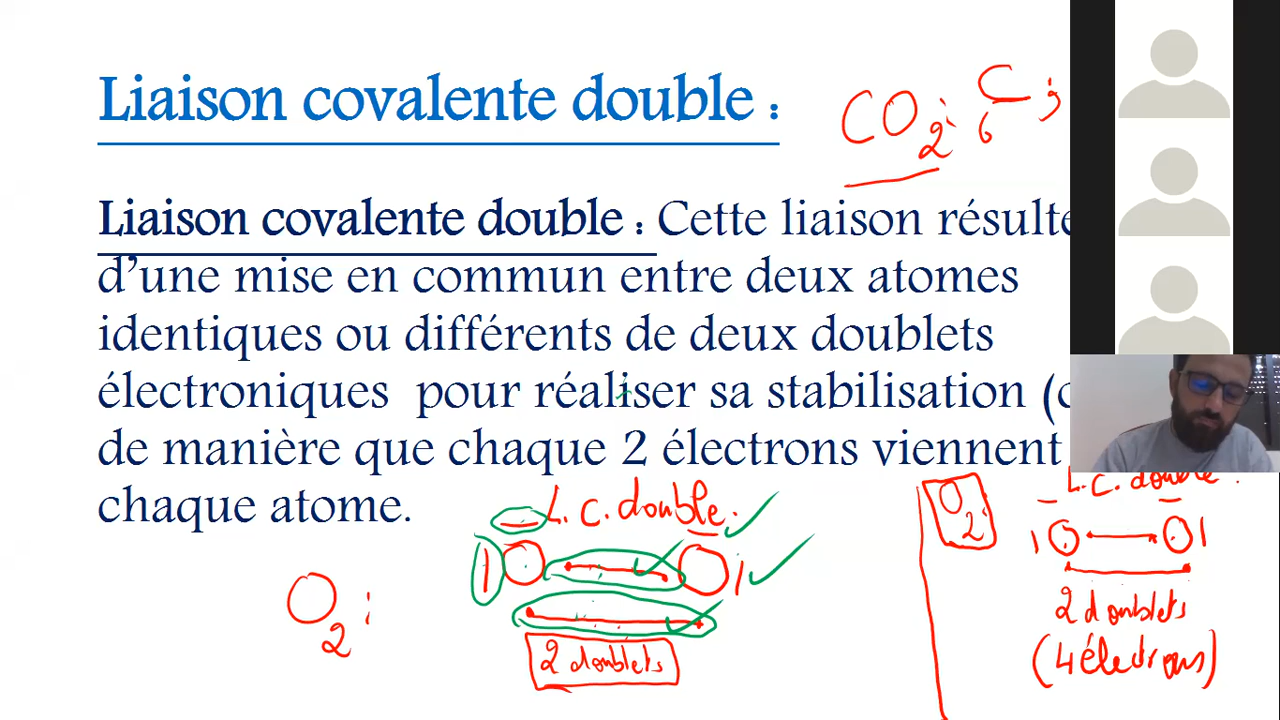 Liaison covalente double :
CO2 : C ;
6
Liaison covalente double : Cette liaison résulte
d’une mise en commun entre deux atomes
identiques ou différents de deux doublets
électroniques pour réaliser sa stabilisation (
de manière que chaque 2 électrons viennent
chaque atome.
L.c. double.
O2 :
2 doublets
O2 :
L.c. double.
2 doublets
(4 électrons)